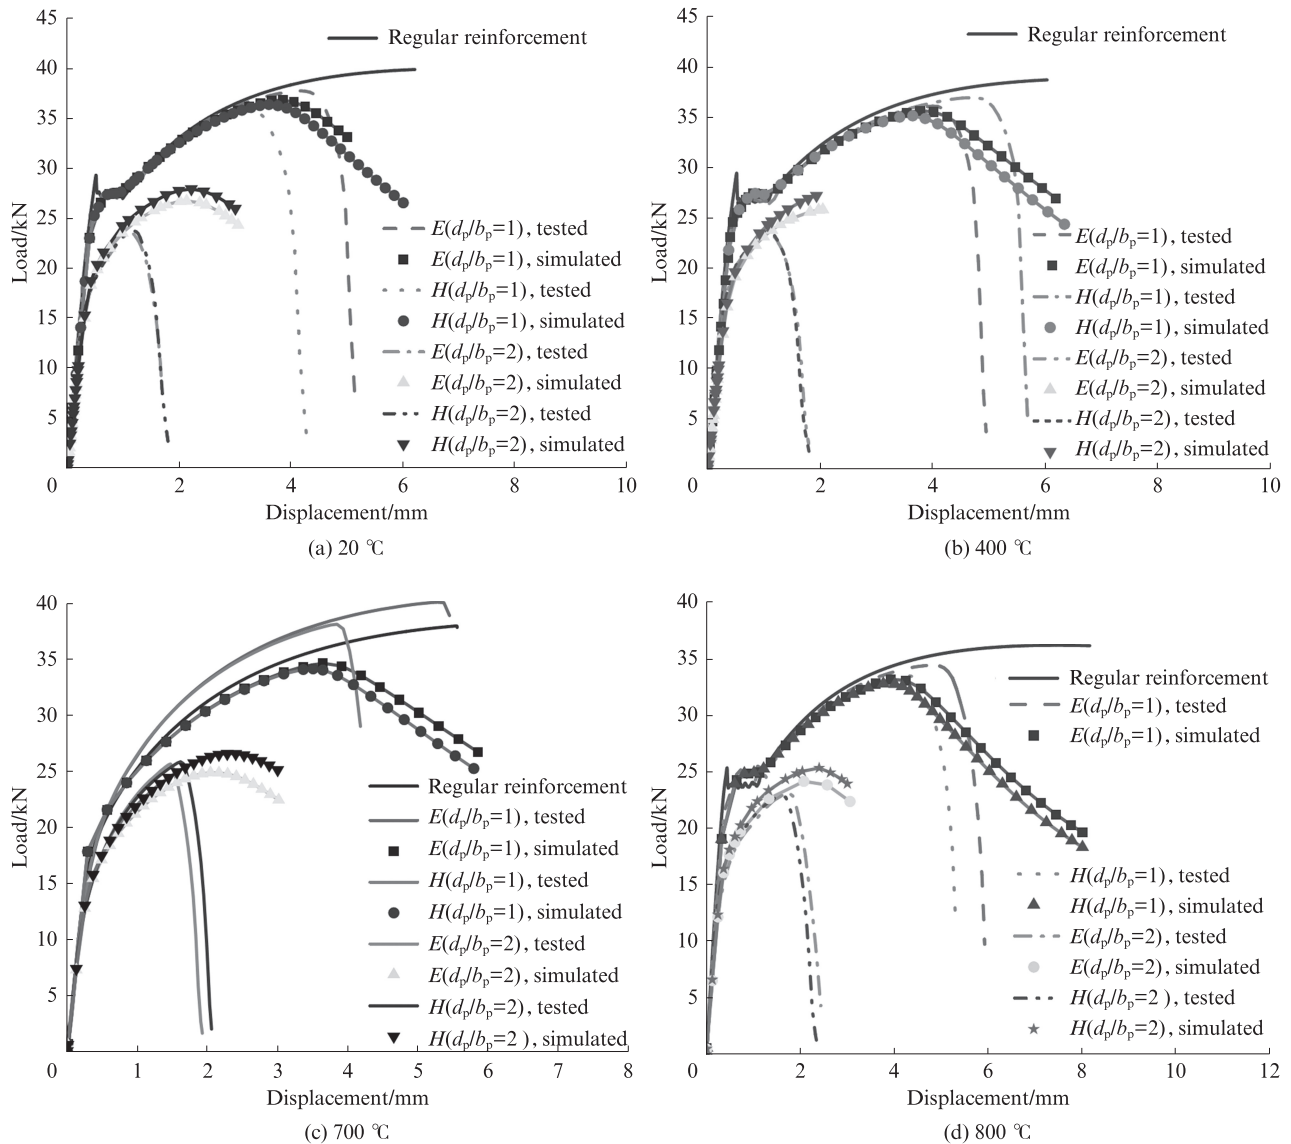 45
40
35
30
25
20
15
10
5
0
2
4
6
8
10
Load/kN
Displacement/mm
Regular reinforcement
E(dp/bp=1), tested
E(dp/bp=1), simulated
H(dp/bp=1), tested
H(dp/bp=1), simulated
E(dp/bp=2), tested
E(dp/bp=2), simulated
H(dp/bp=2), tested
H(dp/bp=2), simulated
(a) 20 ℃
45
40
35
30
25
20
15
10
5
0
2
4
6
8
10
Load/kN
Displacement/mm
Regular reinforcement
E(dp/bp=1), tested
E(dp/bp=1), simulated
H(dp/bp=1), tested
H(dp/bp=1), simulated
E(dp/bp=2), tested
E(dp/bp=2), simulated
H(dp/bp=2), tested
H(dp/bp=2), simulated
(b) 400 ℃
40
35
30
25
20
15
10
5
0
1
2
3
4
5
6
7
8
Load/kN
Displacement/mm
Regular reinforcement
E(dp/bp=1), tested
E(dp/bp=1), simulated
H(dp/bp=1), tested
H(dp/bp=1), simulated
E(dp/bp=2), tested
E(dp/bp=2), simulated
H(dp/bp=2), tested
H(dp/bp=2 ), simulated
(c) 700 ℃
40
35
30
25
20
15
10
5
0
2
4
6
8
10
12
Load/kN
Displacement/mm
Regular reinforcement
E(dp/bp=1), tested
E(dp/bp=1), simulated
H(dp/bp=1), tested
H(dp/bp=1), simulated
E(dp/bp=2), tested
E(dp/bp=2), simulated
H(dp/bp=2 ), tested
H(dp/bp=2), simulated
(d) 800 ℃